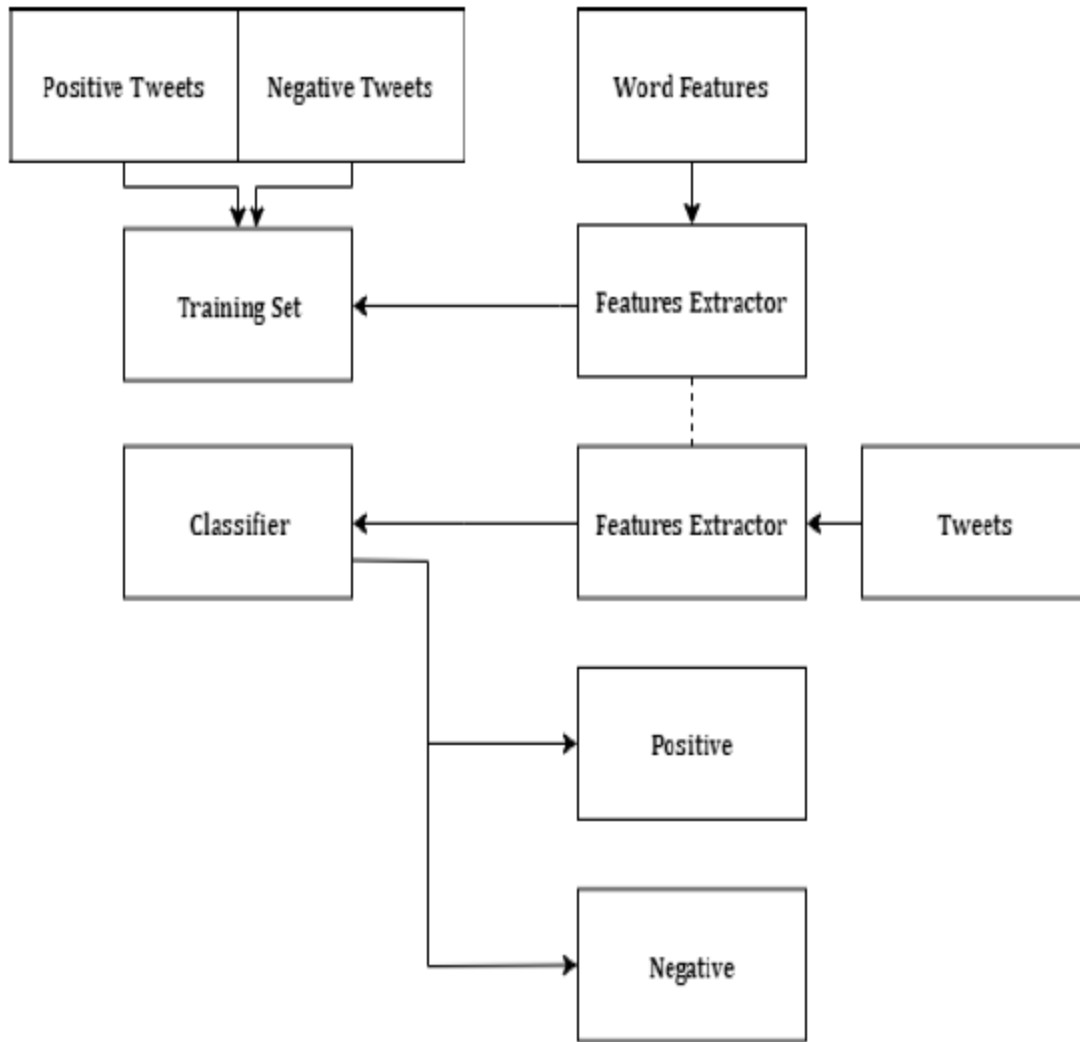 Positive Tweets
Negative Tweets
Word Features
Training Set
Features Extractor
Classifier
Features Extractor
Tweets
Positive
Negative